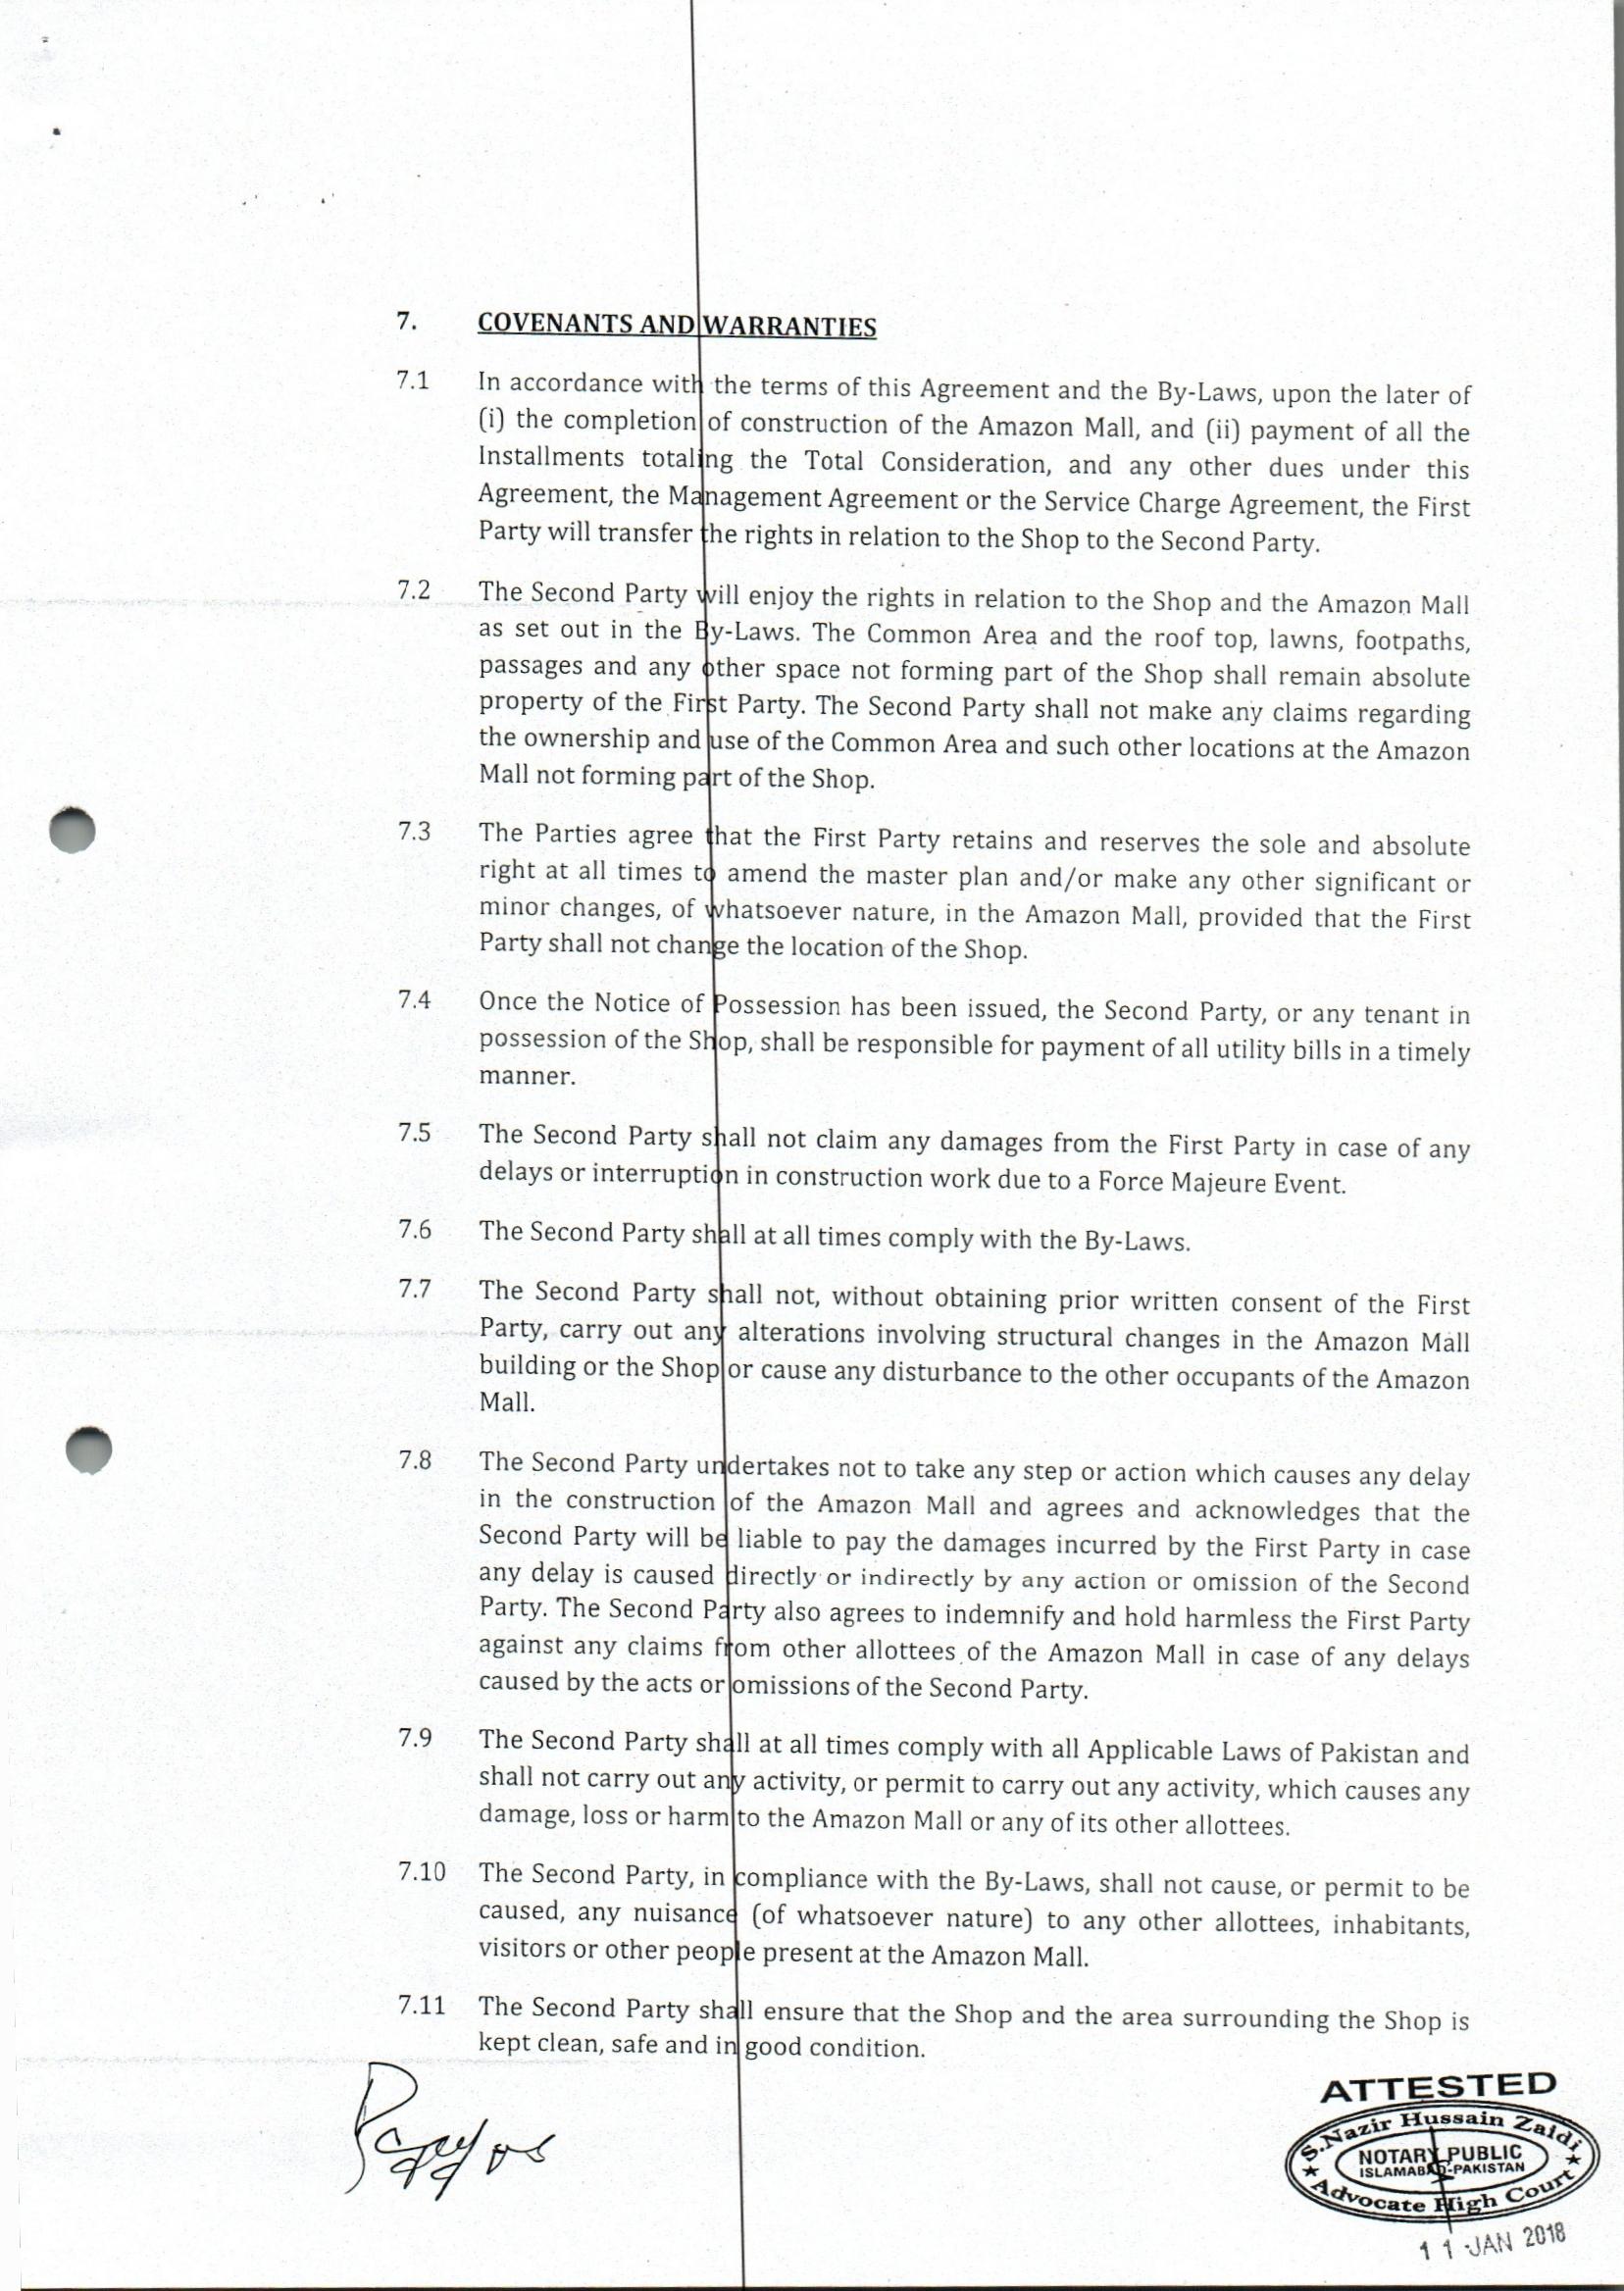 7. COVENANTS AND WARRANTIES
7.1 In accordance with the terms of this Agreement and the By-Laws, upon the later of
(i) the completion of construction of the Amazon Mall, and (ii) payment of all the
Installments totaling the Total Consideration, and any other dues under this
Agreement, the Management Agreement or the Service Charge Agreement, the First
Party will transfer the rights in relation to the Shop to the Second Party.
7.2 The Second Party will enjoy the rights in relation to the Shop and the Amazon Mall
as set out in the By-Laws. The Common Area and the roof top, lawns, footpaths,
passages and any other space not forming part of the Shop shall remain absolute
property of the First Party. The Second Party shall not make any claims regarding
the ownership and use of the Common Area and such other locations at the Amazon
Mall not forming part of the Shop.
7.3 The Parties agree that the First Party retains and reserves the sole and absolute
right at all times to amend the master plan and/or make any other significant or
minor changes, of whatsoever nature, in the Amazon Mall, provided that the First
Party shall not change the location of the Shop.
7.4 Once the Notice of Possession has been issued, the Second Party, or any tenant in
possession of the Shop, shall be responsible for payment of all utility bills in a timely
manner.
7.5 The Second Party shall not claim any damages from the First Party in case of any
delays or interruption in construction work due to a Force Majeure Event.
7.6 The Second Party shall at all times comply with the By-Laws.
7.7 The Second Party shall not, without obtaining prior written consent of the First
Party, carry out any alterations involving structural changes in the Amazon Mall
building or the Shop or cause any disturbance to the other occupants of the Amazon
Mall.
7.8 The Second Party undertakes not to take any step or action which causes any delay
in the construction of the Amazon Mall and agrees and acknowledges that the
Second Party will be liable to pay the damages incurred by the First Party in case
any delay is caused directly or indirectly by any action or omission of the Second
Party. The Second Party also agrees to indemnify and hold harmless the First Party
against any claims from other allottees of the Amazon Mall in case of any delays
caused by the acts or omissions of the Second Party.
7.9 The Second Party shall at all times comply with all Applicable Laws of Pakistan and
shall not carry out any activity, or permit to carry out any activity, which causes any
damage, loss or harm to the Amazon Mall or any of its other allottees.
7.10 The Second Party, in compliance with the By-Laws, shall not cause, or permit to be
caused, any nuisance (of whatsoever nature) to any other allottees, inhabitants,
visitors or other people present at the Amazon Mall.
7.11 The Second Party shall ensure that the Shop and the area surrounding the Shop is
kept clean, safe and in good condition.
ATTESTED
S.Nazir Hussain Zaidi
NOTARY PUBLIC
ISLAMABAD-PAKISTAN
Advocate High Court
11 JAN 2018